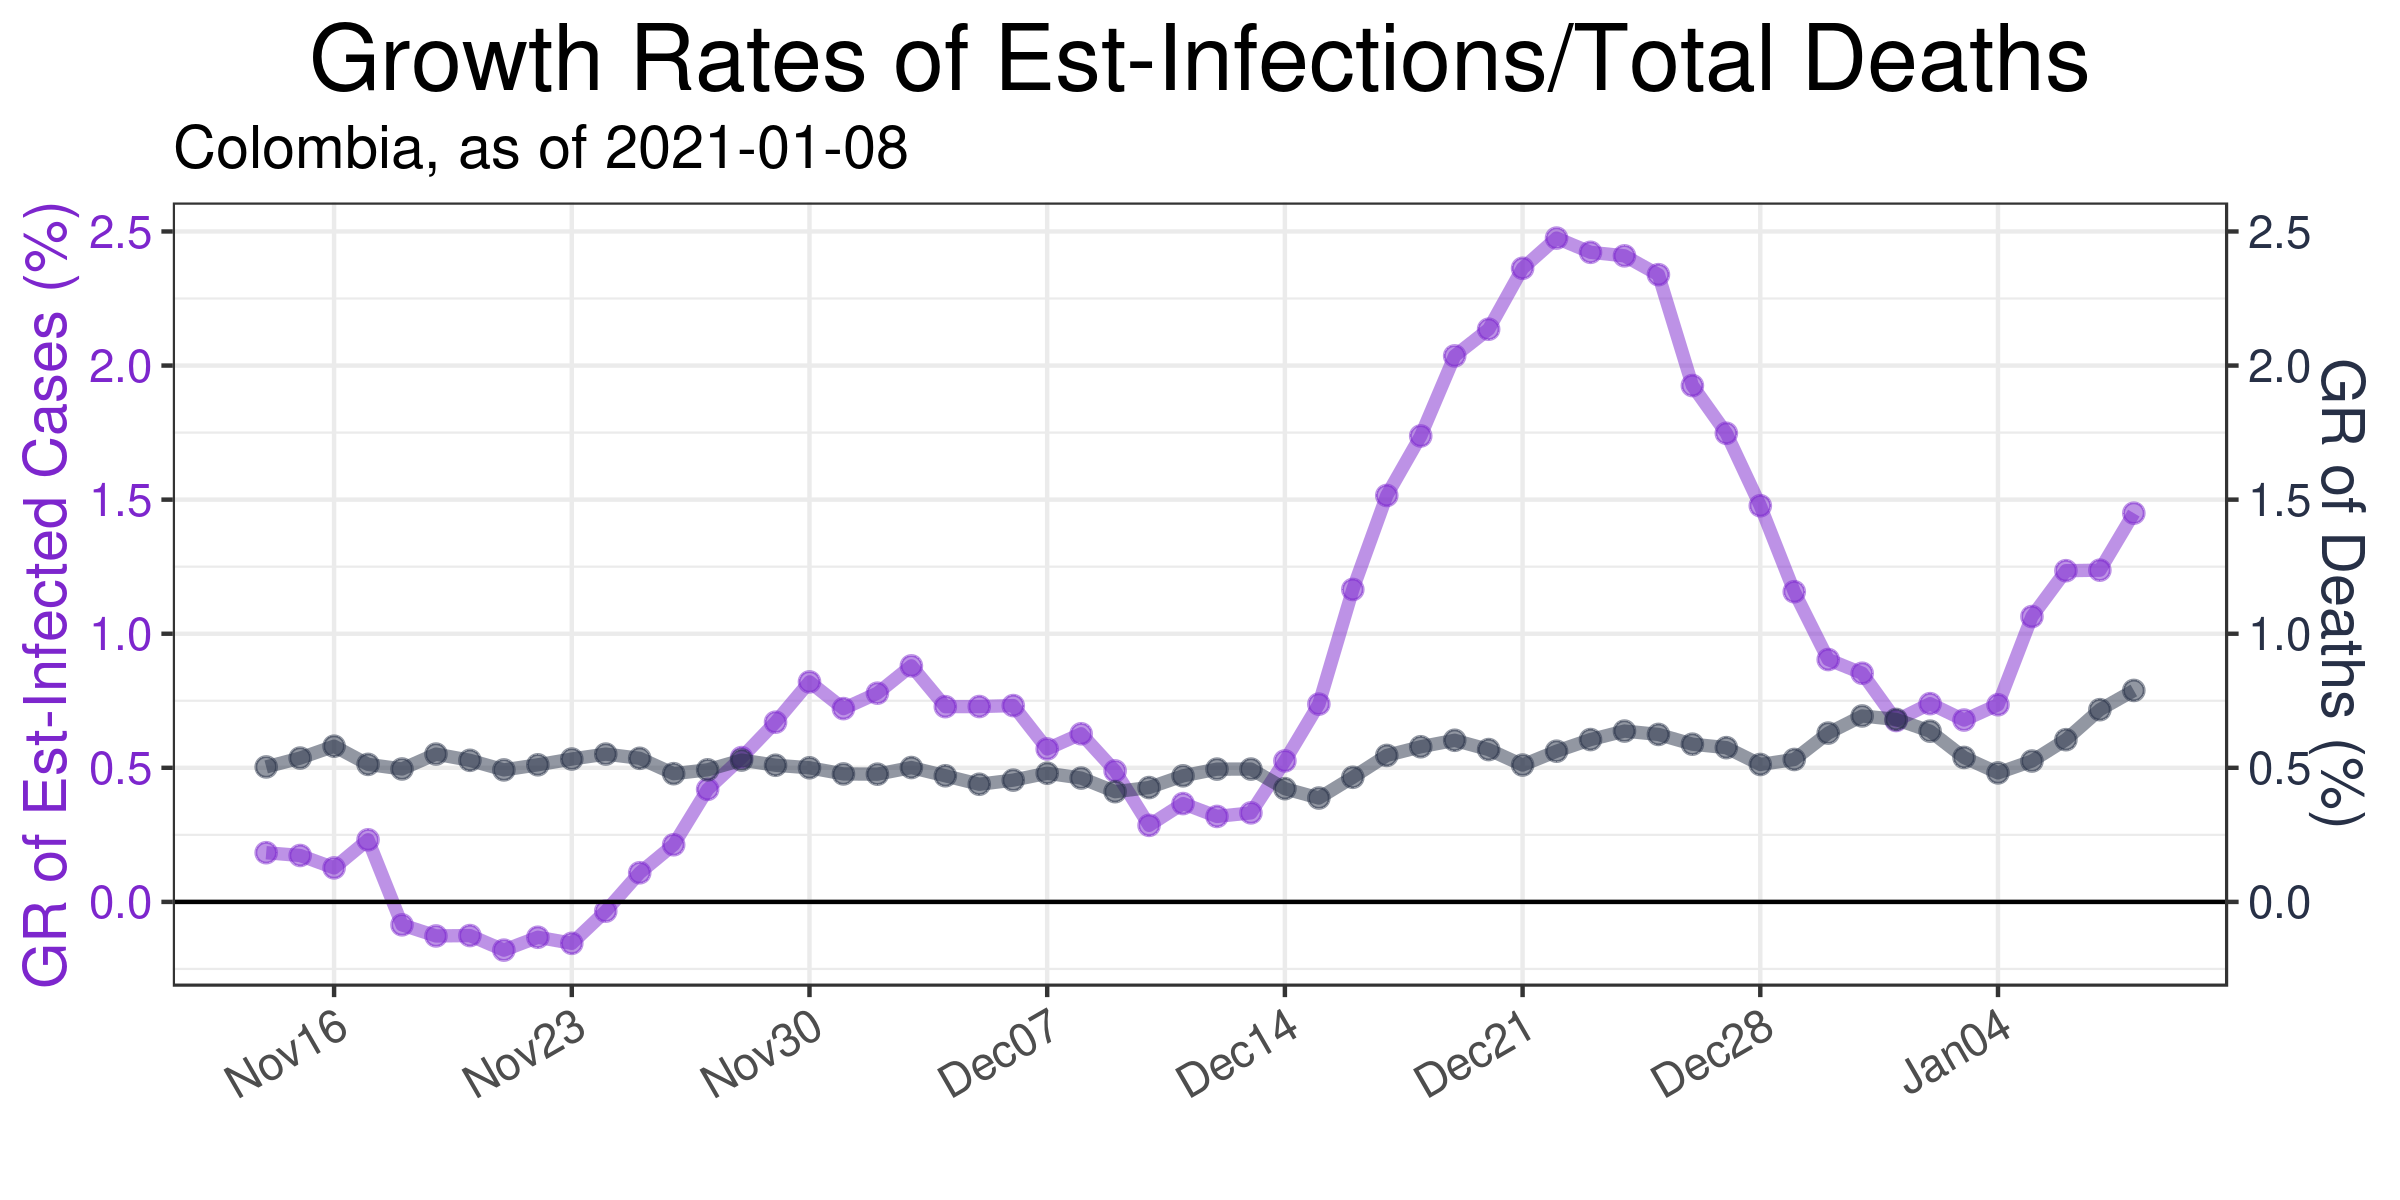 Growth Rates of Est-Infections/Total Deaths
Colombia, as of 2021-01-08
GR of Est-Infected Cases (%)
2.5
2.0
1.5
1.0
0.5
0.0
2.5
2.0
1.5
1.0
0.5
0.0
GR of Deaths (%)
Nov16
Nov23
Nov30
Dec07
Dec14
Dec21
Dec28
Jan04